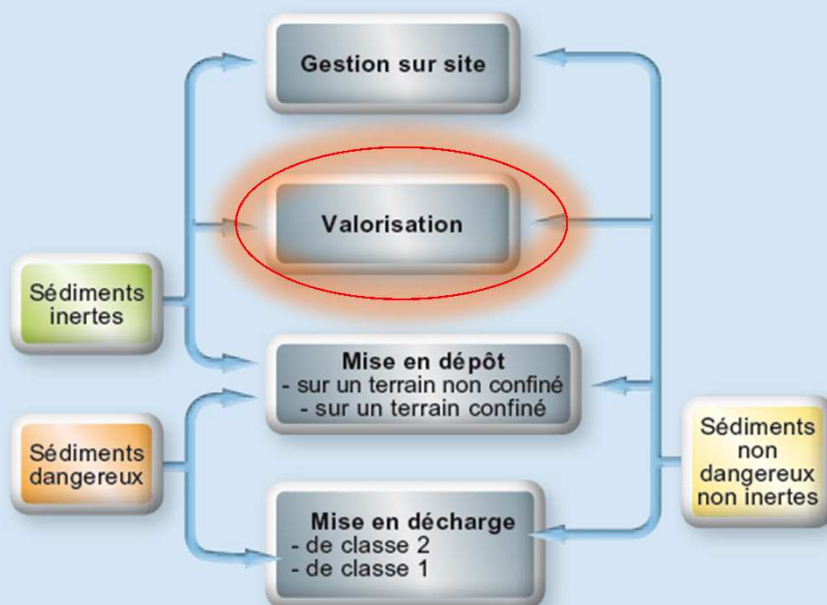 Gestion sur site
Valorisation
Sédiments
inertes
Mise en dépôt
- sur un terrain non confiné
- sur un terrain confiné
Sédiments
dangereux
Sédiments
non
dangereux
non inertes
Mise en décharge
- de classe 2
- de classe 1